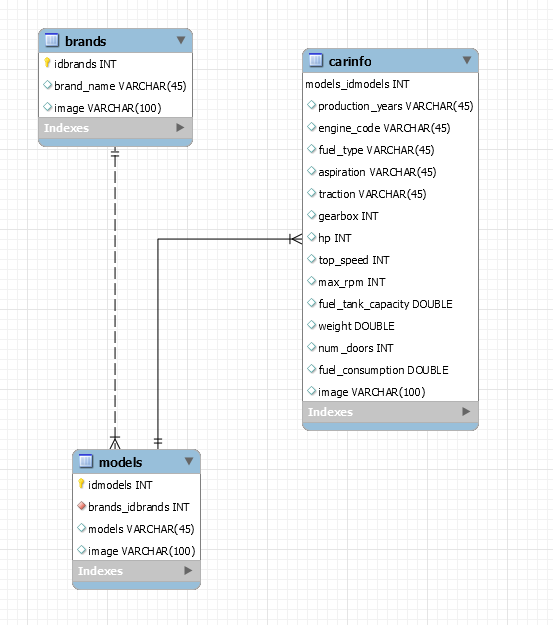 brands
idbrands INT
brand_name VARCHAR(45)
image VARCHAR(100)
Indexes
carinfo
models_idmodels INT
production_years VARCHAR(45)
engine_code VARCHAR(45)
fuel_type VARCHAR(45)
aspiration VARCHAR(45)
traction VARCHAR(45)
gearbox INT
hp INT
top_speed INT
max_rpm INT
fuel_tank_capacity DOUBLE
weight DOUBLE
num_doors INT
fuel_consumption DOUBLE
image VARCHAR(100)
Indexes
models
idmodels INT
brands_idbrands INT
models VARCHAR(45)
image VARCHAR(100)
Indexes